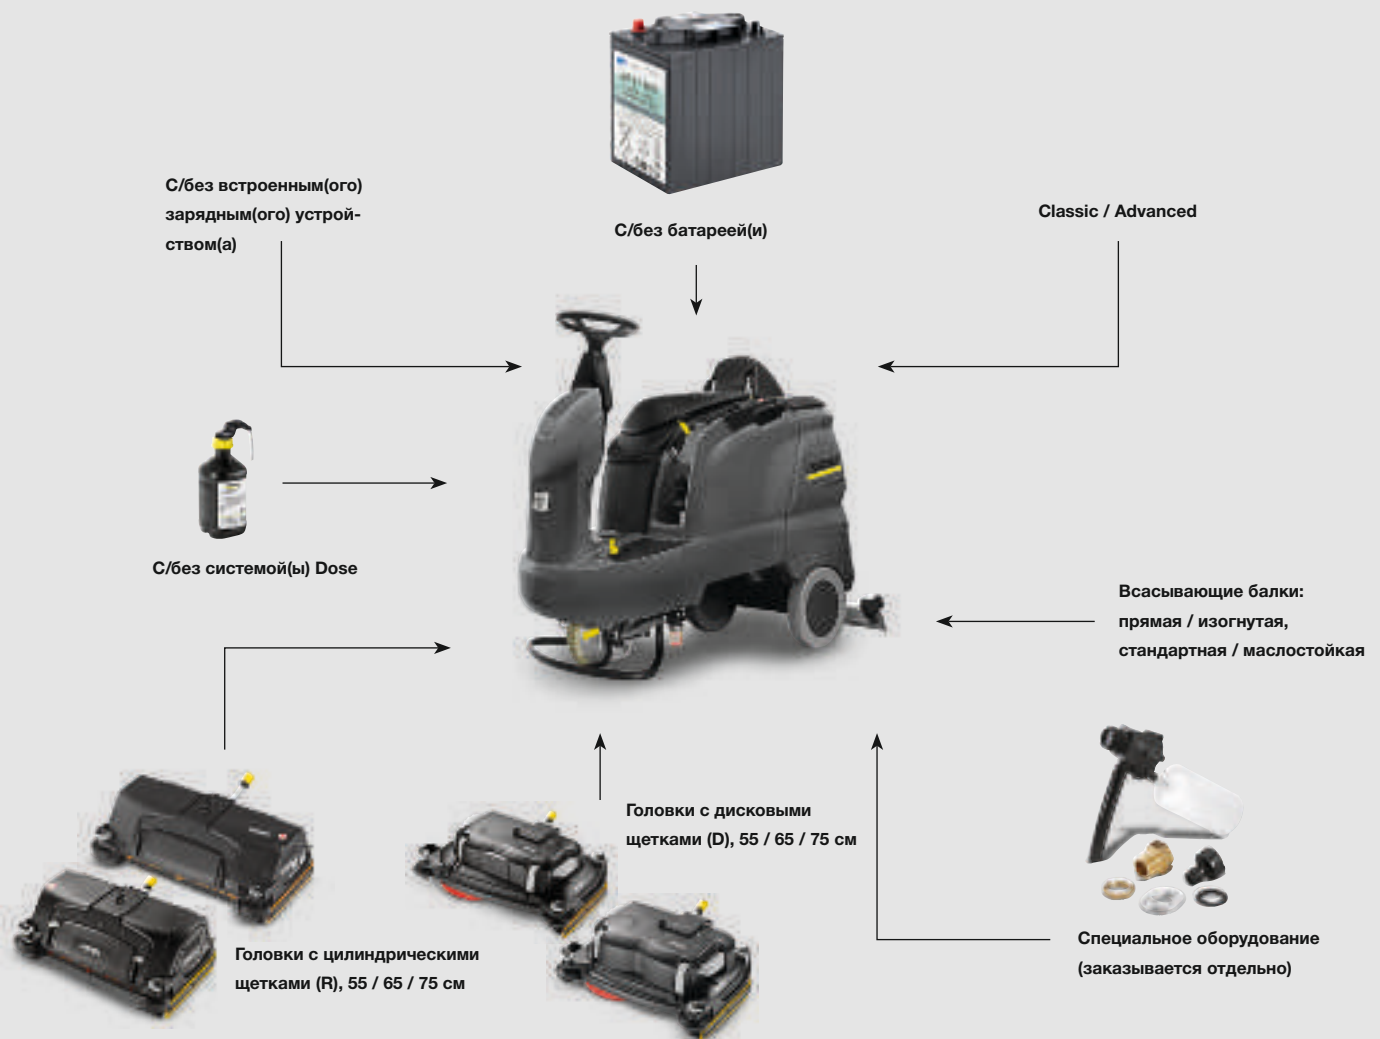 С/без встроенным(ого)
зарядным(ого) устрой-
ством(а)
С/без батареей(и)
Classic / Advanced
С/без системой(ы) Dose
Всасывающие балки:
прямая / изогнутая,
стандартная / маслостойкая
Головки с дисковыми
щетками (D), 55 / 65 / 75 см
Головки с цилиндрическими
щетками (R), 55 / 65 / 75 см
Специальное оборудование
(заказывается отдельно)